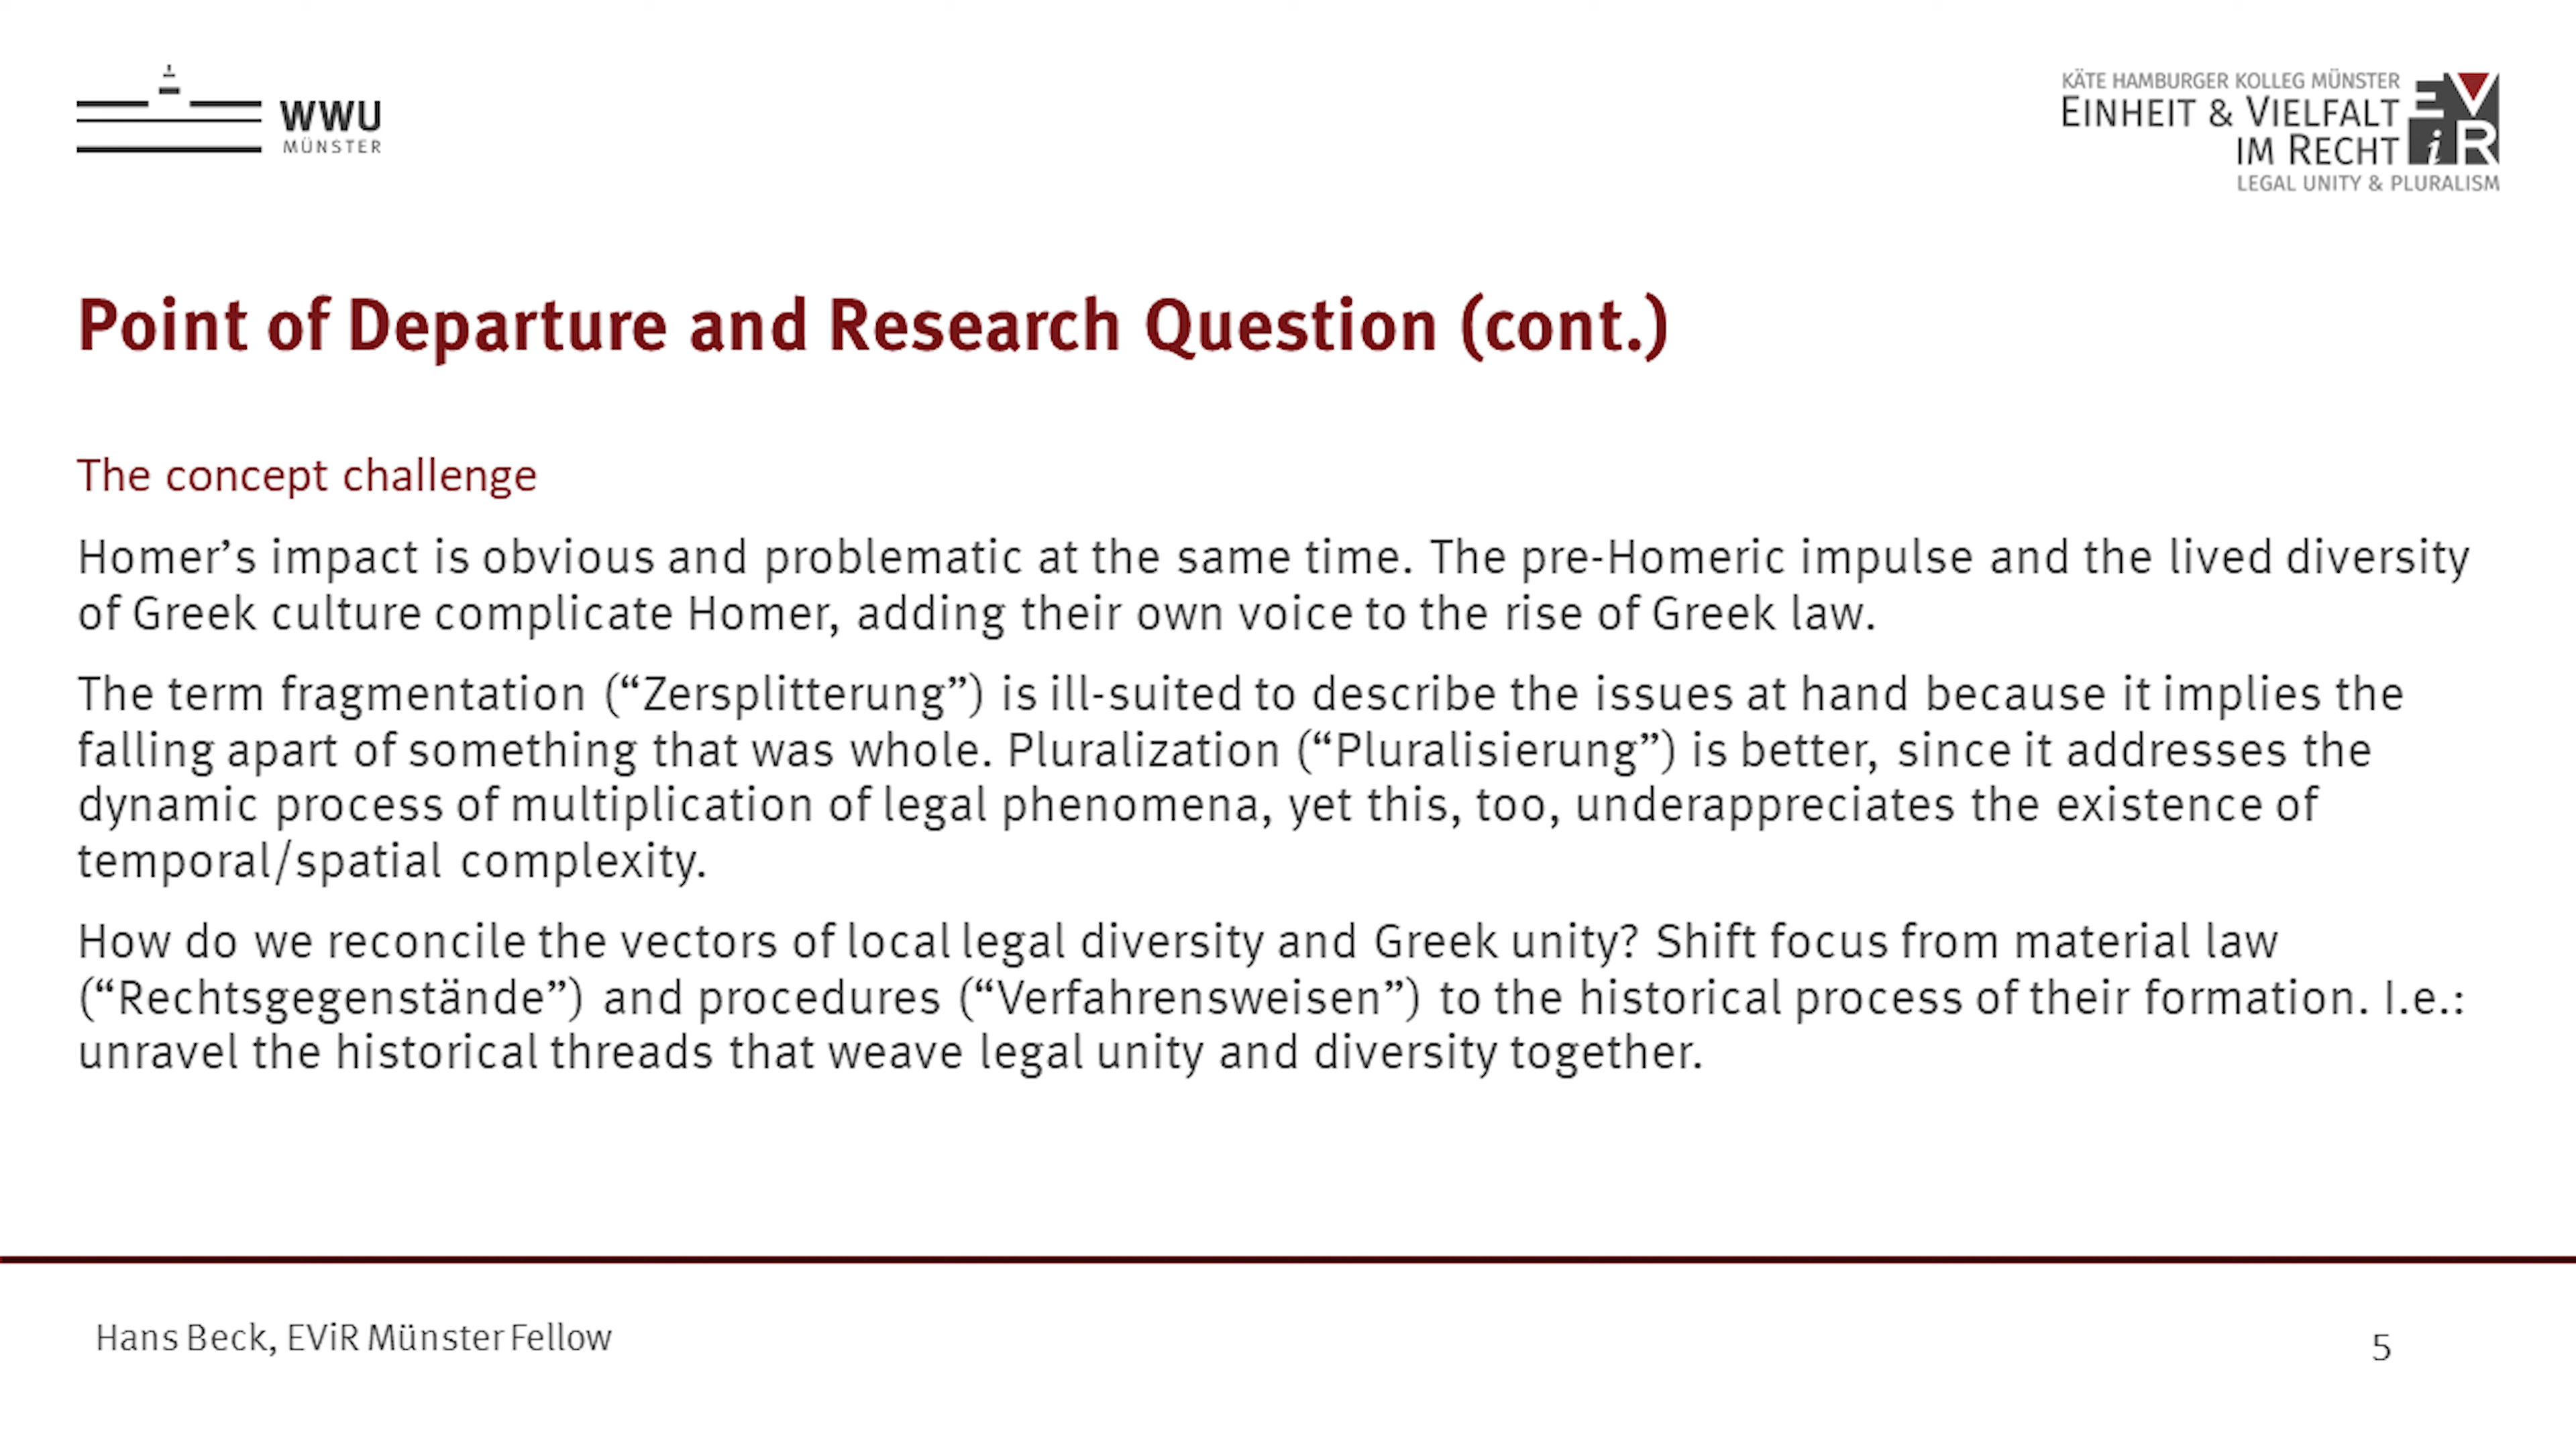 WWU
MÜNSTER
KÄTE HAMBURGER KOLLEG MÜNSTER
EINHEIT & VIELFALT
IM RECHT
EViR
LEGAL UNITY & PLURALISM
Point of Departure and Research Question (cont.)
The concept challenge
Homer’s impact is obvious and problematic at the same time. The pre-Homeric impulse and the lived diversity
of Greek culture complicate Homer, adding their own voice to the rise of Greek law.
The term fragmentation (“Zersplitterung”) is ill-suited to describe the issues at hand because it implies the
falling apart of something that was whole. Pluralization (“Pluralisierung”) is better, since it addresses the
dynamic process of multiplication of legal phenomena, yet this, too, underappreciates the existence of
temporal/spatial complexity.
How do we reconcile the vectors of local legal diversity and Greek unity? Shift focus from material law
(“Rechtsgegenstände”) and procedures (“Verfahrensweisen”) to the historical process of their formation. I.e.:
unravel the historical threads that weave legal unity and diversity together.
Hans Beck, EViR Münster Fellow
5